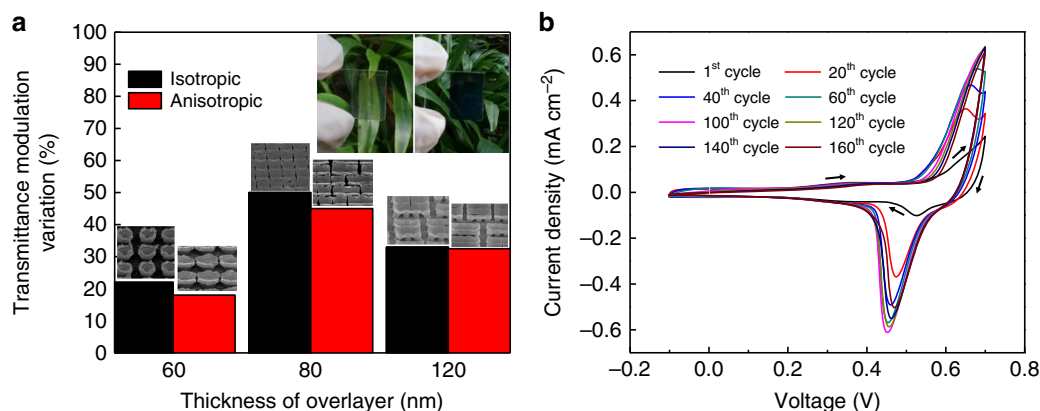 a
Transmittance modulation
variation (%)
100
90
80
70
60
50
40
30
20
10
0
Isotropic
Anisotropic
60
80
120
Thickness of overlayer (nm)
b
Current density (mA cm⁻²)
0.6
0.4
0.2
0.0
−0.2
−0.4
−0.6
1ˢᵗ cycle
20ᵗʰ cycle
40ᵗʰ cycle
60ᵗʰ cycle
100ᵗʰ cycle
120ᵗʰ cycle
140ᵗʰ cycle
160ᵗʰ cycle
−0.2
0.0
0.2
0.4
0.6
0.8
Voltage (V)